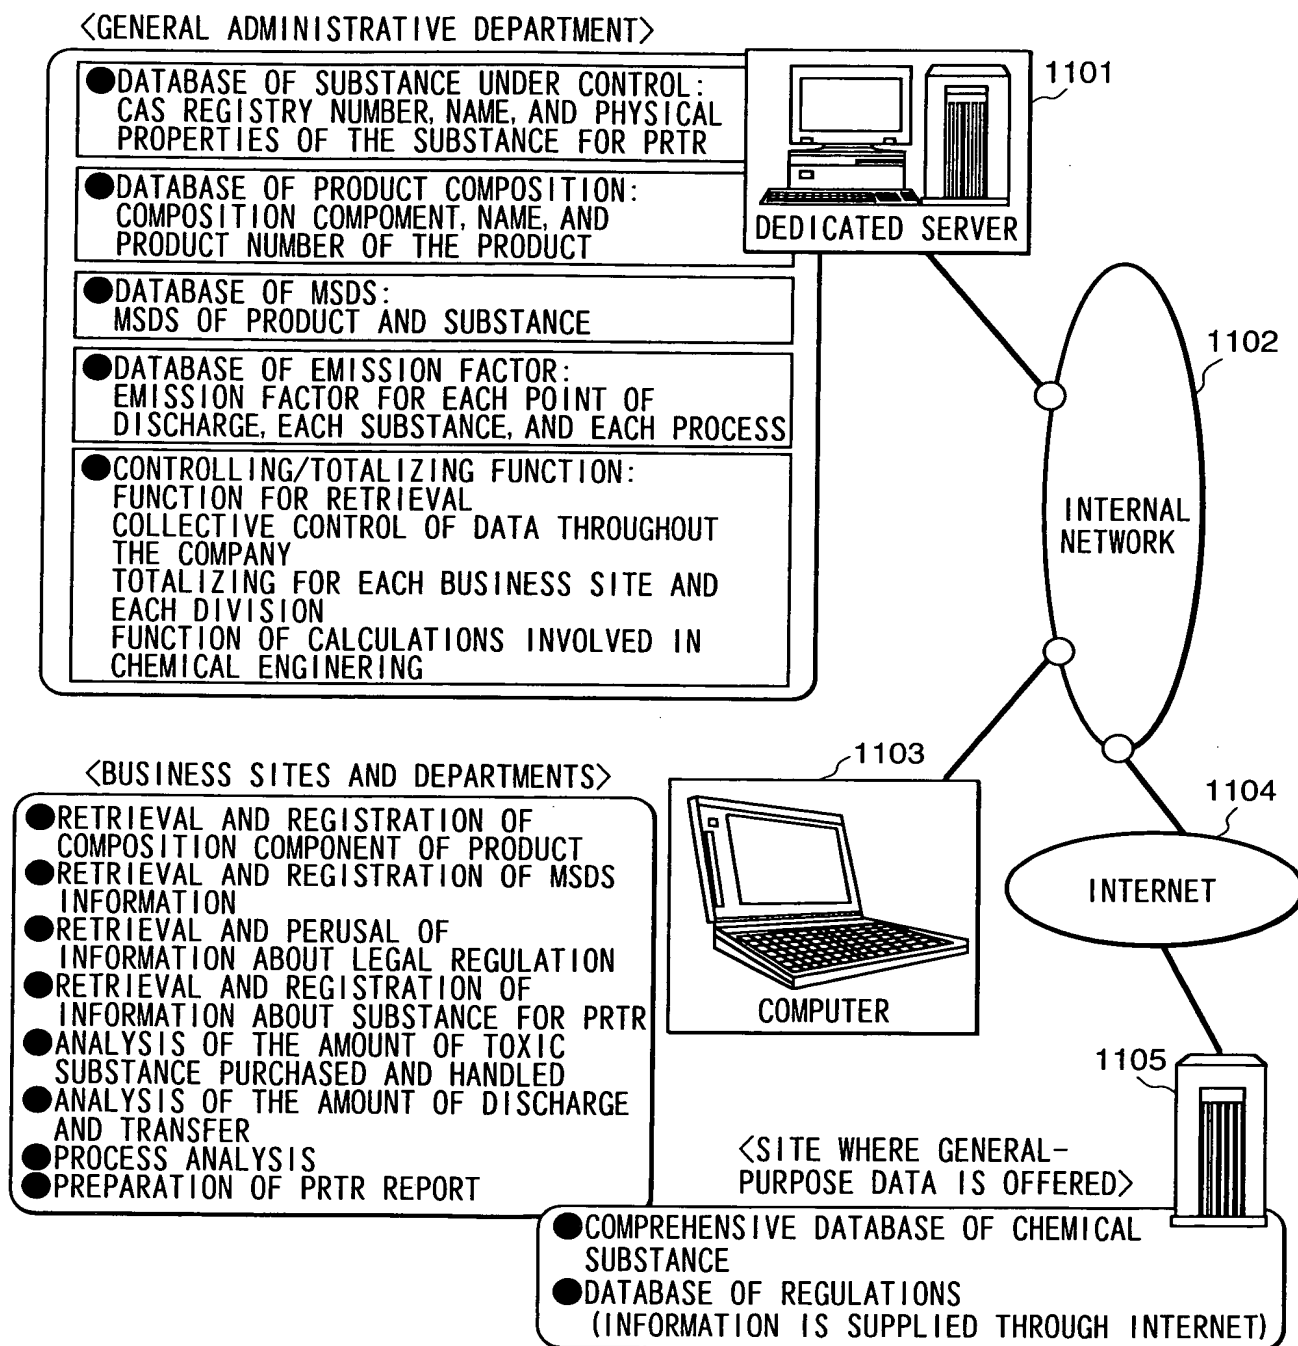 <GENERAL ADMINISTRATIVE DEPARTMENT>
●DATABASE OF SUBSTANCE UNDER CONTROL:
CAS REGISTRY NUMBER, NAME, AND PHYSICAL
PROPERTIES OF THE SUBSTANCE FOR PRTR
●DATABASE OF PRODUCT COMPOSITION:
COMPOSITION COMPOMENT, NAME, AND
PRODUCT NUMBER OF THE PRODUCT
●DATABASE OF MSDS:
MSDS OF PRODUCT AND SUBSTANCE
●DATABASE OF EMISSION FACTOR:
EMISSION FACTOR FOR EACH POINT OF
DISCHARGE, EACH SUBSTANCE, AND EACH PROCESS
●CONTROLLING/TOTALIZING FUNCTION:
FUNCTION FOR RETRIEVAL
COLLECTIVE CONTROL OF DATA THROUGHOUT
THE COMPANY
TOTALIZING FOR EACH BUSINESS SITE AND
EACH DIVISION
FUNCTION OF CALCULATIONS INVOLVED IN
CHEMICAL ENGINERING
1101
DEDICATED SERVER
1102
INTERNAL
NETWORK
<BUSINESS SITES AND DEPARTMENTS>
●RETRIEVAL AND REGISTRATION OF
COMPOSITION COMPONENT OF PRODUCT
●RETRIEVAL AND REGISTRATION OF MSDS
INFORMATION
●RETRIEVAL AND PERUSAL OF
INFORMATION ABOUT LEGAL REGULATION
●RETRIEVAL AND REGISTRATION OF
INFORMATION ABOUT SUBSTANCE FOR PRTR
●ANALYSIS OF THE AMOUNT OF TOXIC
SUBSTANCE PURCHASED AND HANDLED
●ANALYSIS OF THE AMOUNT OF DISCHARGE
AND TRANSFER
●PROCESS ANALYSIS
●PREPARATION OF PRTR REPORT
1103
COMPUTER
1104
INTERNET
1105
<SITE WHERE GENERAL-
PURPOSE DATA IS OFFERED>
●COMPREHENSIVE DATABASE OF CHEMICAL
SUBSTANCE
●DATABASE OF REGULATIONS
(INFORMATION IS SUPPLIED THROUGH INTERNET)